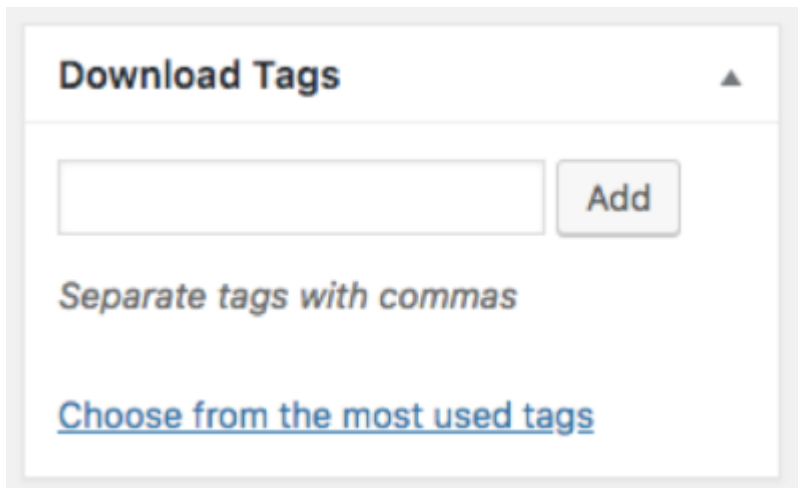 Download Tags
Add
Separate tags with commas
Choose from the most used tags